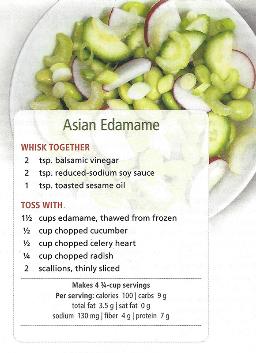 Asian Edamame
WHISK TOGETHER
2 tsp. balsamic vinegar
2 tsp. reduced-sodium soy sauce
1 tsp. toasted sesame oil
TOSS WITH.
1½ cups edamame, thawed from frozen
½ cup chopped cucumber
½ cup chopped celery heart
¼ cup chopped radish
2 scallions, thinly sliced
Makes 4 ¾-cup servings
Per serving: calories 100 | carbs 9 g
total fat 3.5 g | sat fat 0 g
sodium 130 mg | fiber 4 g | protein 7 g